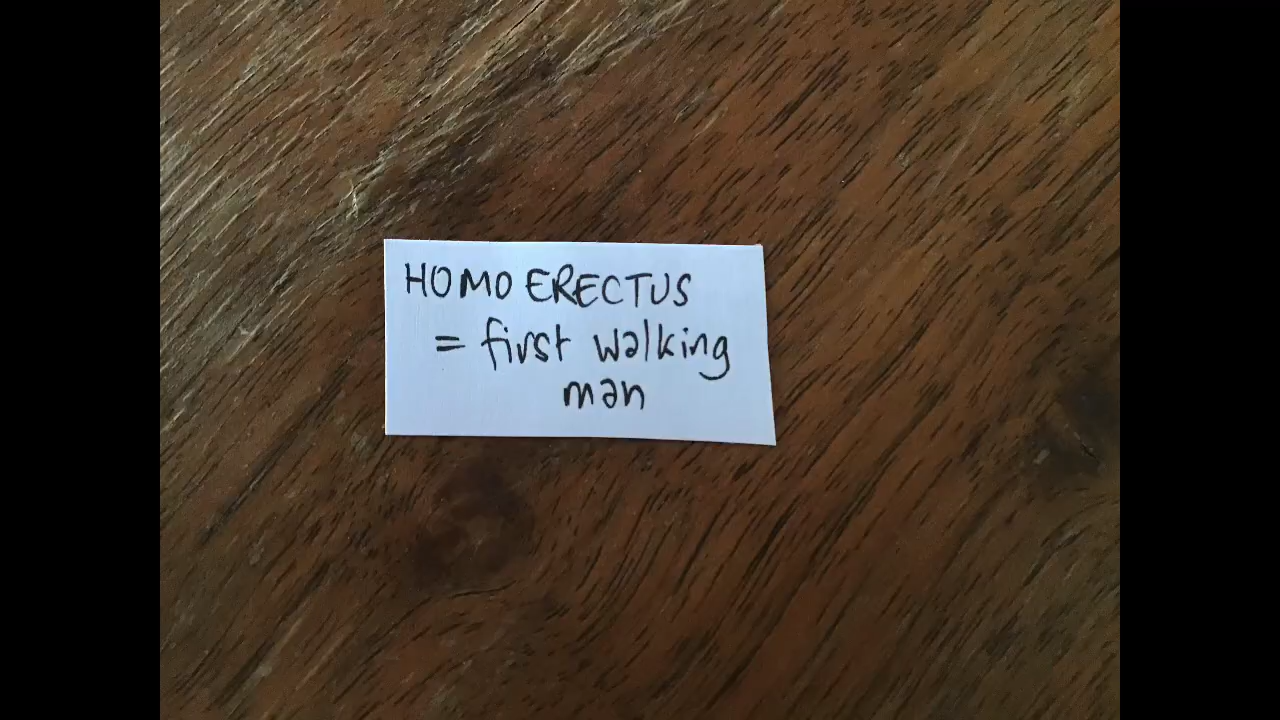 HOMO ERECTUS
= first walking
man